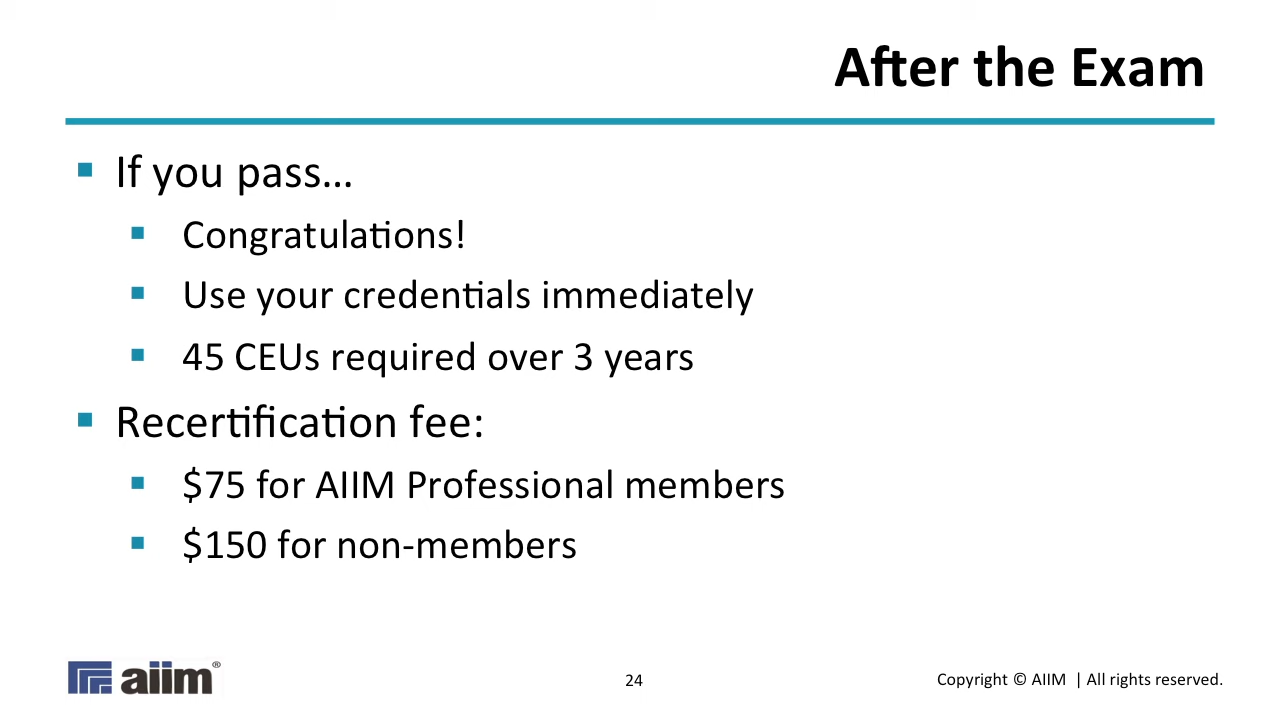 After the Exam
If you pass…
Congratulations!
Use your credentials immediately
45 CEUs required over 3 years
Recertification fee:
$75 for AIIM Professional members
$150 for non-members
aiim®
24
Copyright © AIIM | All rights reserved.